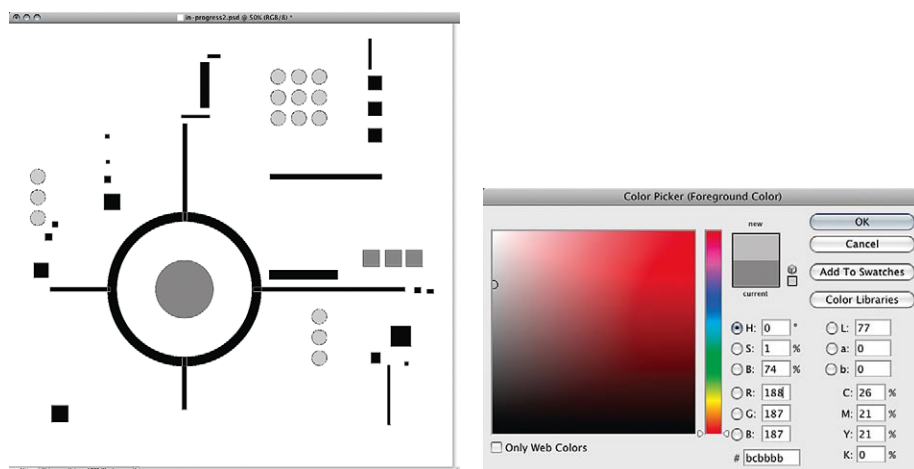 in-progress2.psd @ 50% (RGB/8) *
Color Picker (Foreground Color)
new
current
OK
Cancel
Add To Swatches
Color Libraries
H: 0 °
S: 1 %
B: 74 %
R: 188
G: 187
B: 187
# bcbbbb
L: 77
a: 0
b: 0
C: 26 %
M: 21 %
Y: 21 %
K: 0 %
Only Web Colors